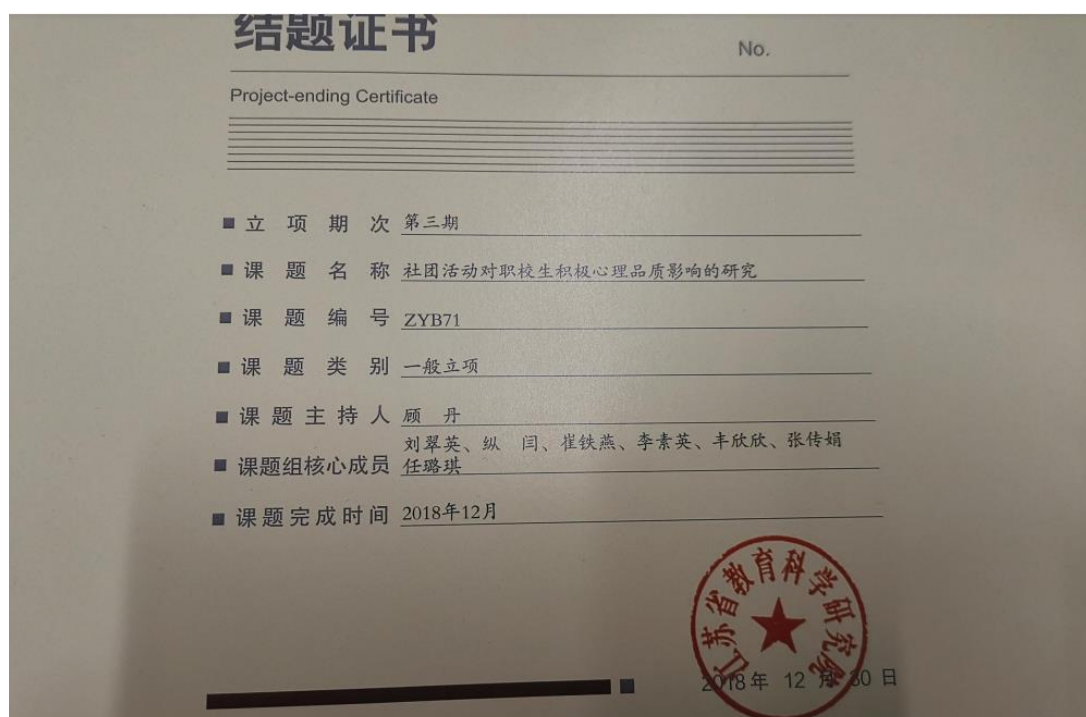 结题证书
No.
Project-ending Certificate
■ 立项期次 第三期
■ 课题名称 社团活动对职校生积极心理品质影响的研究
■ 课题编号 ZYB71
■ 课题类别 一般立项
■ 课题主持人 顾 丹
刘翠英、纵 闫、崔铁燕、李素英、丰欣欣、张传娟
■ 课题组核心成员 任璐琪
■ 课题完成时间 2018年12月
江苏省教育科学研究院
2018年 12 月 30 日